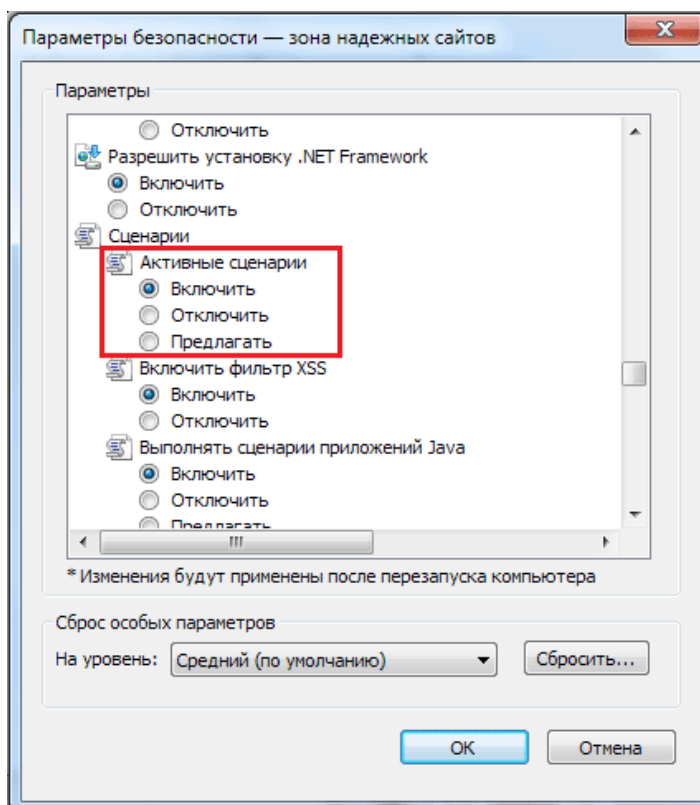 Параметры безопасности — зона надежных сайтов
Параметры
Отключить
Разрешить установку .NET Framework
Включить
Отключить
Сценарии
Активные сценарии
Включить
Отключить
Предлагать
Включить фильтр XSS
Включить
Отключить
Выполнять сценарии приложений Java
Включить
Отключить
Предлагать
* Изменения будут применены после перезапуска компьютера
Сброс особых параметров
На уровень: Средний (по умолчанию) Сбросить...
ОК Отмена